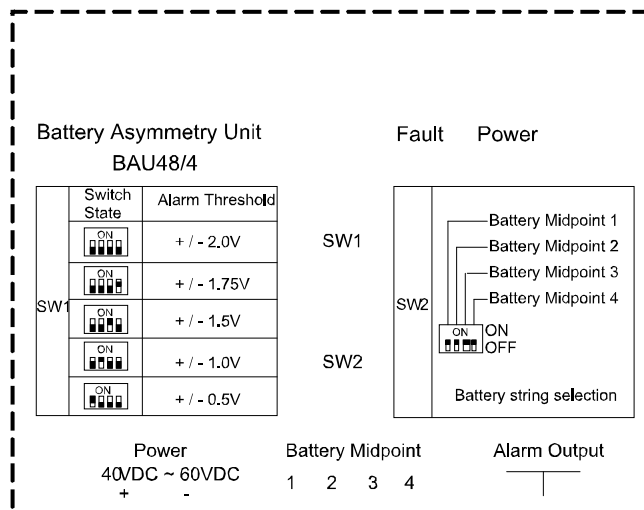 Battery Asymmetry Unit
BAU48/4
Fault Power
Switch State
Alarm Threshold
SW1
ON
+ / - 2.0V
ON
+ / - 1.75V
ON
+ / - 1.5V
ON
+ / - 1.0V
ON
+ / - 0.5V
SW1
SW2
SW2
Battery Midpoint 1
Battery Midpoint 2
Battery Midpoint 3
Battery Midpoint 4
ON
ON
OFF
Battery string selection
Power
40VDC ~ 60VDC
+ -
Battery Midpoint
1 2 3 4
Alarm Output